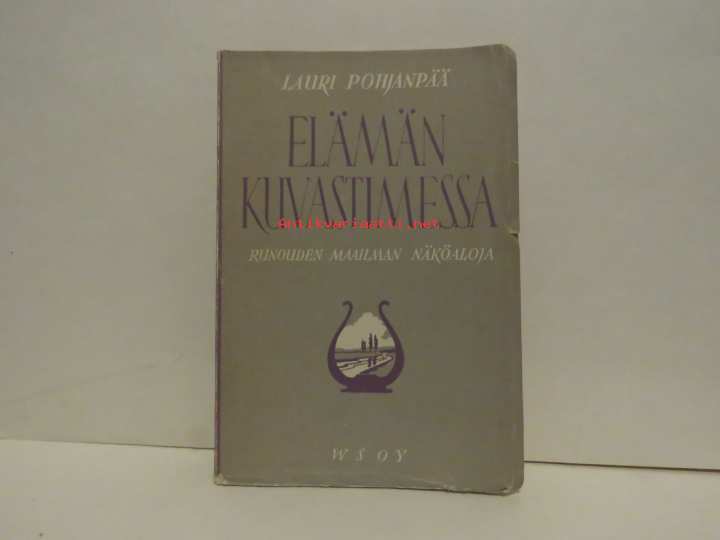 LAURI POHJANPÄÄ
ELÄMÄN
KUVASTIMESSA
Antikvariaatti.net
RUNOUDEN MAAILMAN NÄKÖALOJA
WSOY